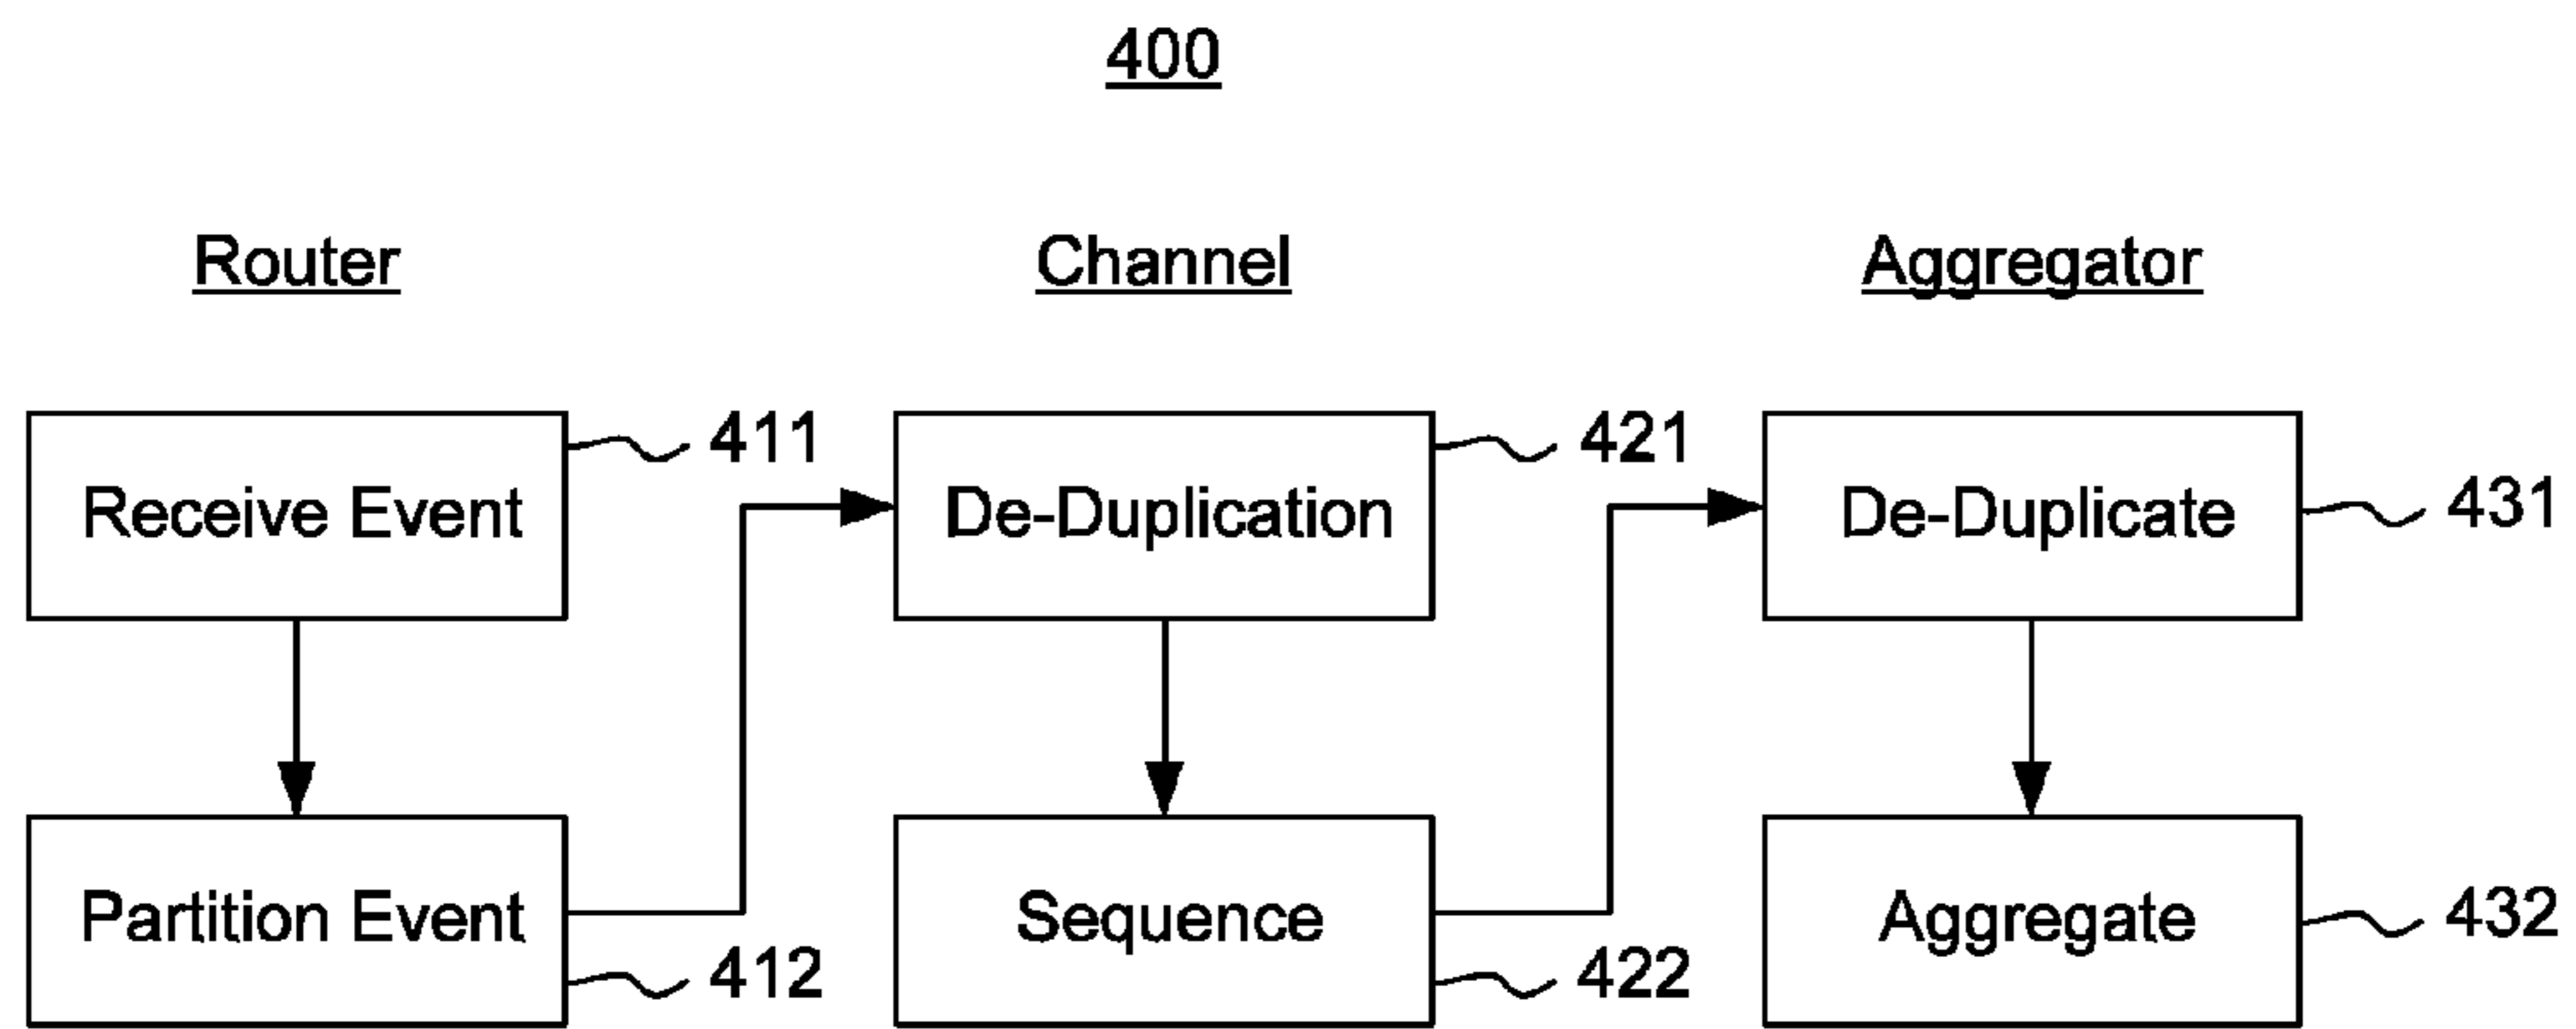 400
Router
Channel
Aggregator
Receive Event
411
De-Duplication
421
De-Duplicate
431
Partition Event
412
Sequence
422
Aggregate
432